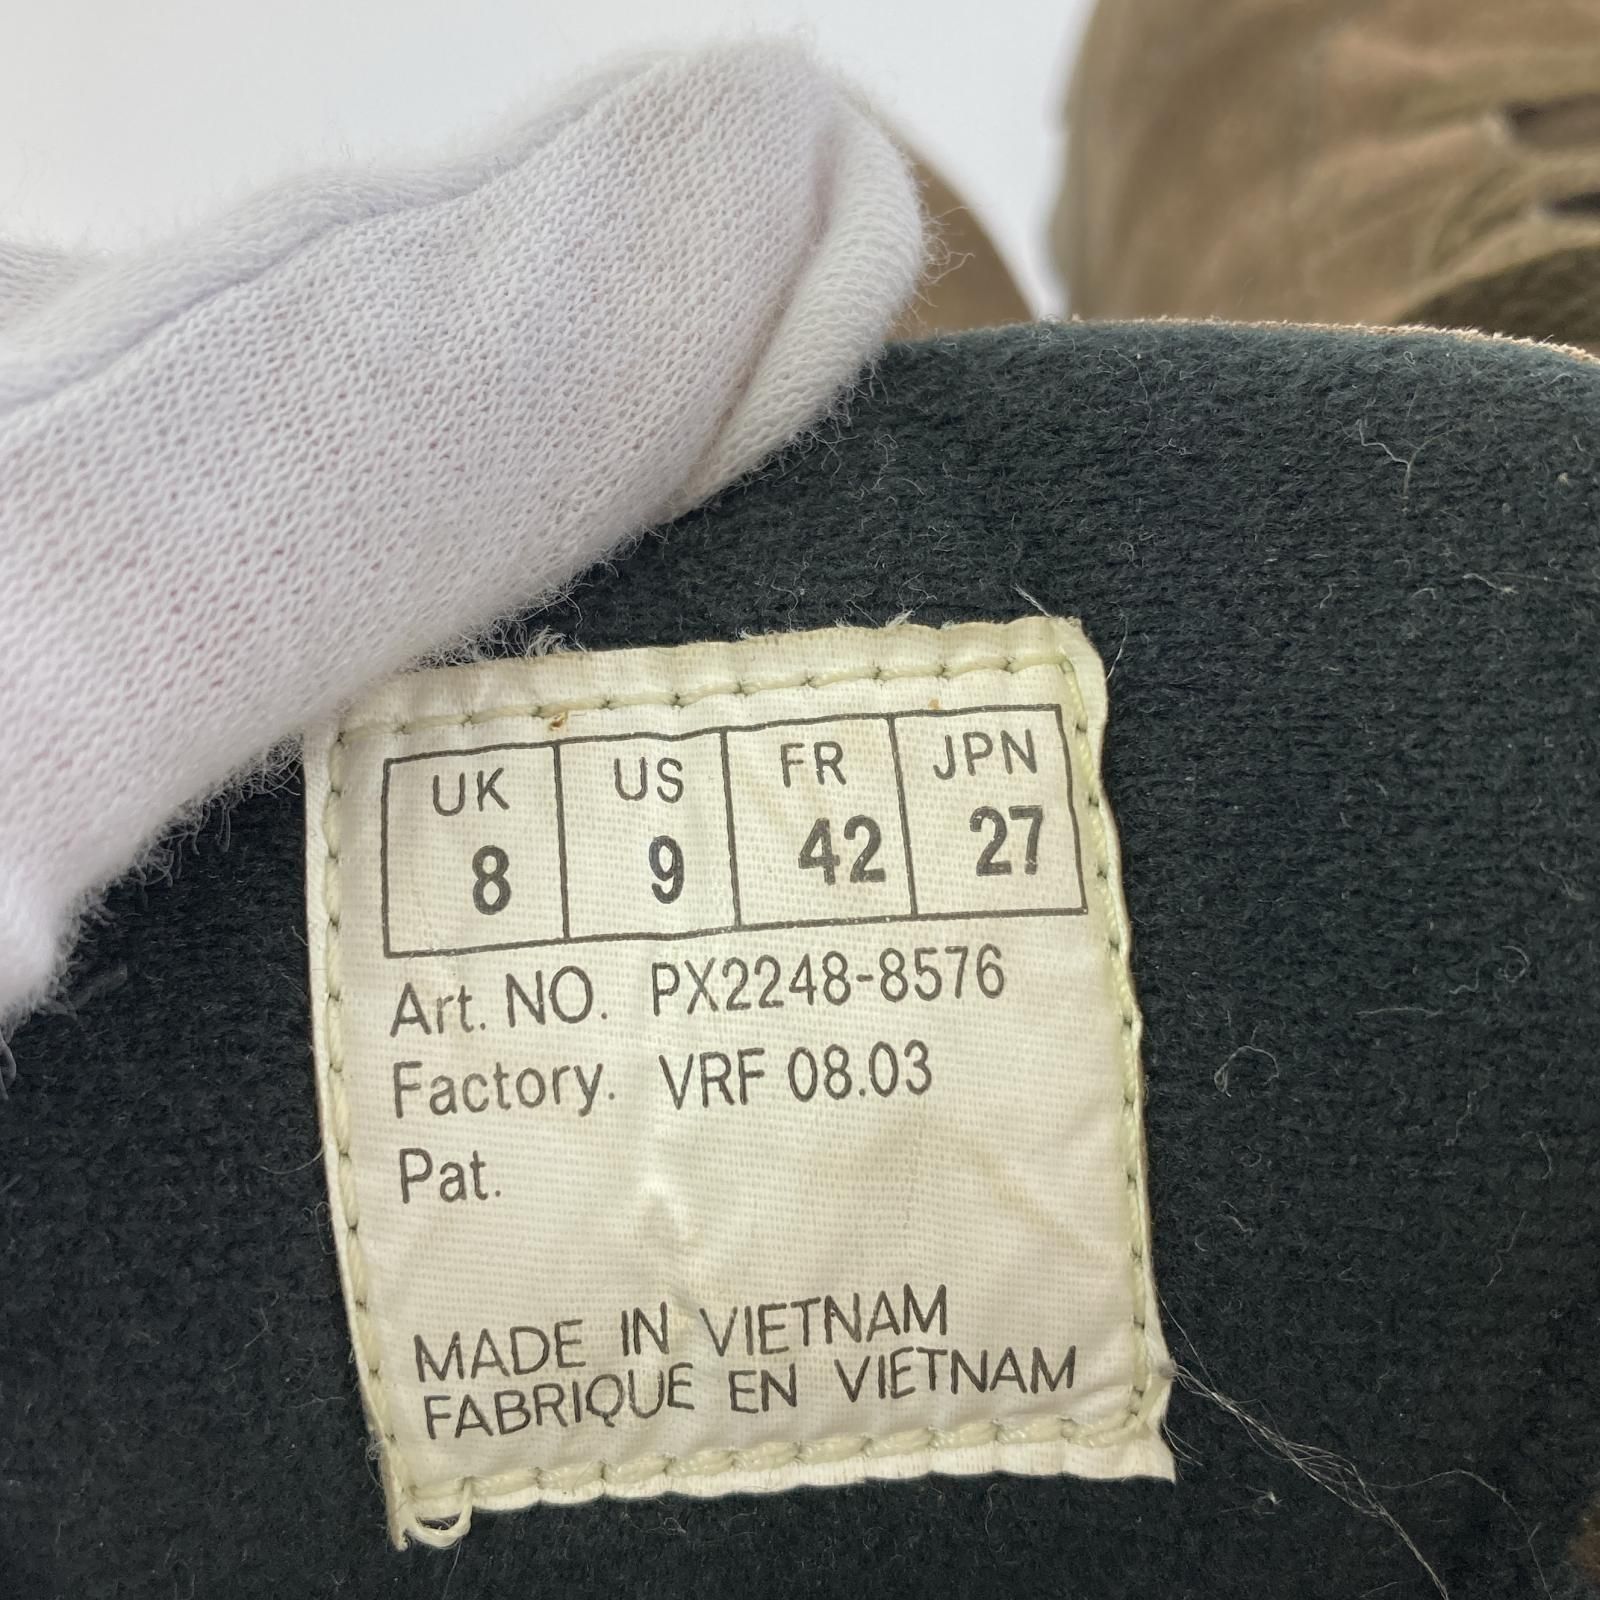 UK US FR JPN
8 9 42 27
Art. NO. PX2248-8576
Factory. VRF 08.03
Pat.
MADE IN VIETNAM
FABRIQUE EN VIETNAM